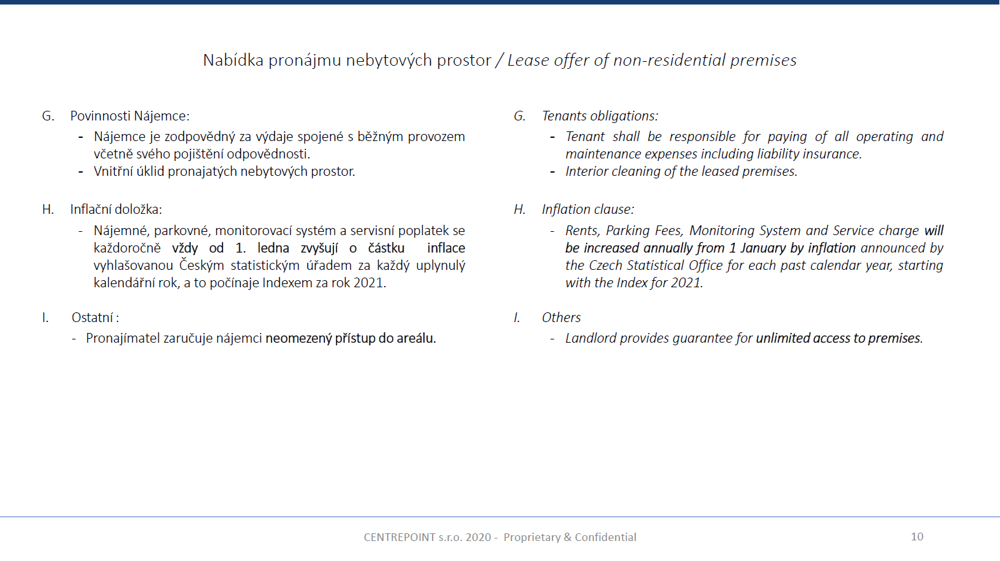 Nabídka pronájmu nebytových prostor / Lease offer of non-residential premises
G. Povinnosti Nájemce:
- Nájemce je zodpovědný za výdaje spojené s běžným provozem
včetně svého pojištění odpovědnosti.
- Vnitřní úklid pronajatých nebytových prostor.
H. Inflační doložka:
- Nájemné, parkovné, monitorovací systém a servisní poplatek se
každoročně vždy od 1. ledna zvyšují o částku inflace
vyhlašovanou Českým statistickým úřadem za každý uplynulý
kalendářní rok, a to počínaje Indexem za rok 2021.
I. Ostatní :
- Pronajímatel zaručuje nájemci neomezený přístup do areálu.
G. Tenants obligations:
- Tenant shall be responsible for paying of all operating and
maintenance expenses including liability insurance.
- Interior cleaning of the leased premises.
H. Inflation clause:
- Rents, Parking Fees, Monitoring System and Service charge will
be increased annually from 1 January by inflation announced by
the Czech Statistical Office for each past calendar year, starting
with the Index for 2021.
I. Others
- Landlord provides guarantee for unlimited access to premises.
CENTREPOINT s.r.o. 2020 - Proprietary & Confidential
10